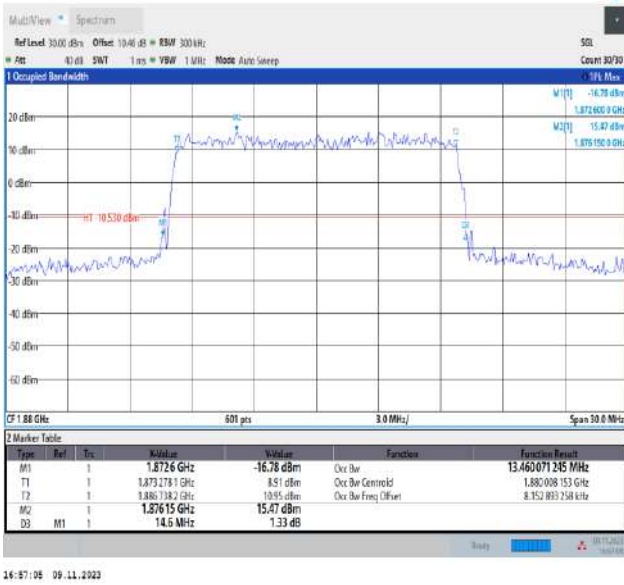 MultiView Spectrum
Ref Level 30.00 dBm Offset 10.46 dB RBW 300 kHz SGL
Att 40 dB SWT 1 ms VBW 1 MHz Mode Auto Sweep Count 30/30
1 Occupied Bandwidth 1Pk Max
M1[1] -16.78 dBm
1.872 600 0 GHz
M2[1] 15.47 dBm
1.876 150 0 GHz
20 dBm
10 dBm
0 dBm
-10 dBm
H1 -10.530 dBm
-20 dBm
-30 dBm
-40 dBm
-50 dBm
-60 dBm
M1
T1
M2
T2
D3
CF 1.88 GHz 601 pts 3.0 MHz/ Span 30.0 MHz
2 Marker Table
Type Ref Trc X-Value Y-Value Function Function Result
M1 1 1.8726 GHz -16.78 dBm Occ Bw 13.460 071 245 MHz
T1 1 1.873 278 1 GHz 8.91 dBm Occ Bw Centroid 1.880 008 153 GHz
T2 1 1.886 738 2 GHz 10.95 dBm Occ Bw Freq Offset 8.152 893 258 kHz
M2 1 1.87615 GHz 15.47 dBm
D3 M1 1 14.6 MHz 1.33 dB
Ready 09.11.2023
16:57:05 09.11.2023